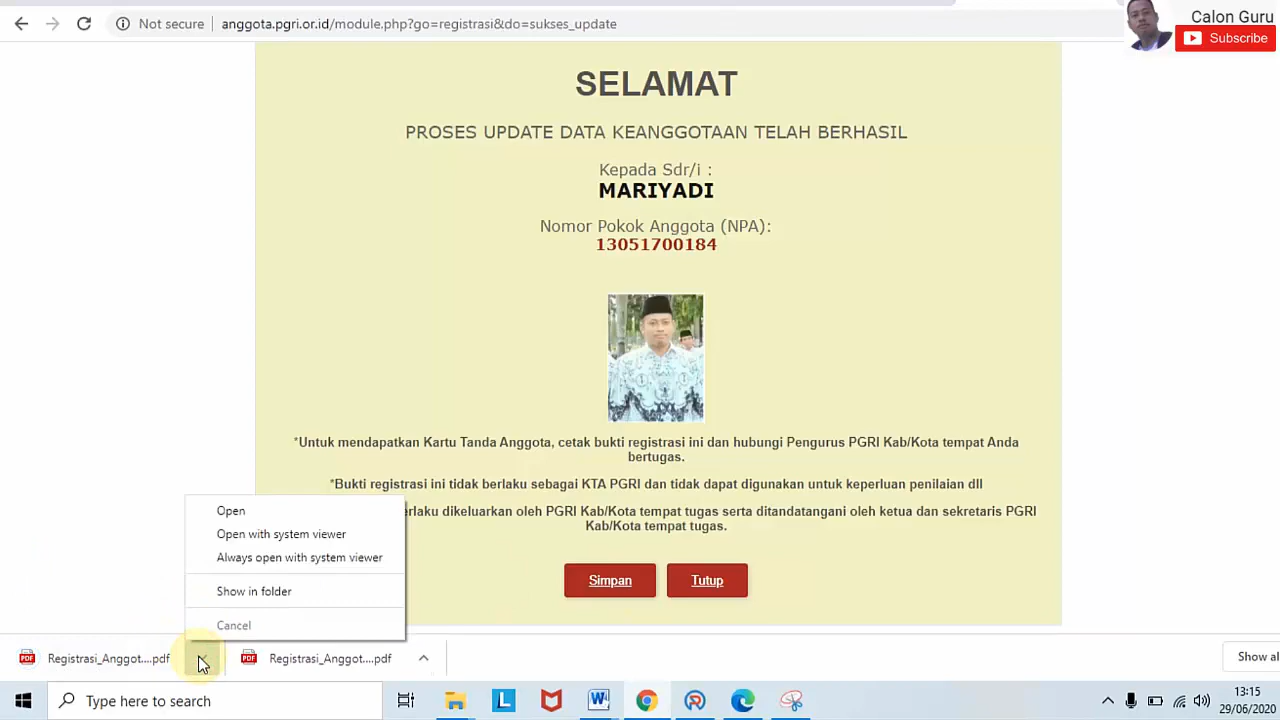 Not secure
anggota.pgri.or.id/module.php?go=registrasi&do=sukses_update
Calon Guru
Subscribe
SELAMAT
PROSES UPDATE DATA KEANGGOTAAN TELAH BERHASIL
Kepada Sdr/i :
MARIYADI
Nomor Pokok Anggota (NPA):
13051700184
*Untuk mendapatkan Kartu Tanda Anggota, cetak bukti registrasi ini dan hubungi Pengurus PGRI Kab/Kota tempat Anda
bertugas.
*Bukti registrasi ini tidak berlaku sebagai KTA PGRI dan tidak dapat digunakan untuk keperluan penilaian dll
erlaku dikeluarkan oleh PGRI Kab/Kota tempat tugas serta ditandatangani oleh ketua dan sekretaris PGRI
Kab/Kota tempat tugas.
Simpan
Tutup
Open
Open with system viewer
Always open with system viewer
Show in folder
Cancel
PDF
Registrasi_Anggot....pdf
PDF
Registrasi_Anggot....pdf
Show al
Type here to search
13:15
29/06/2020